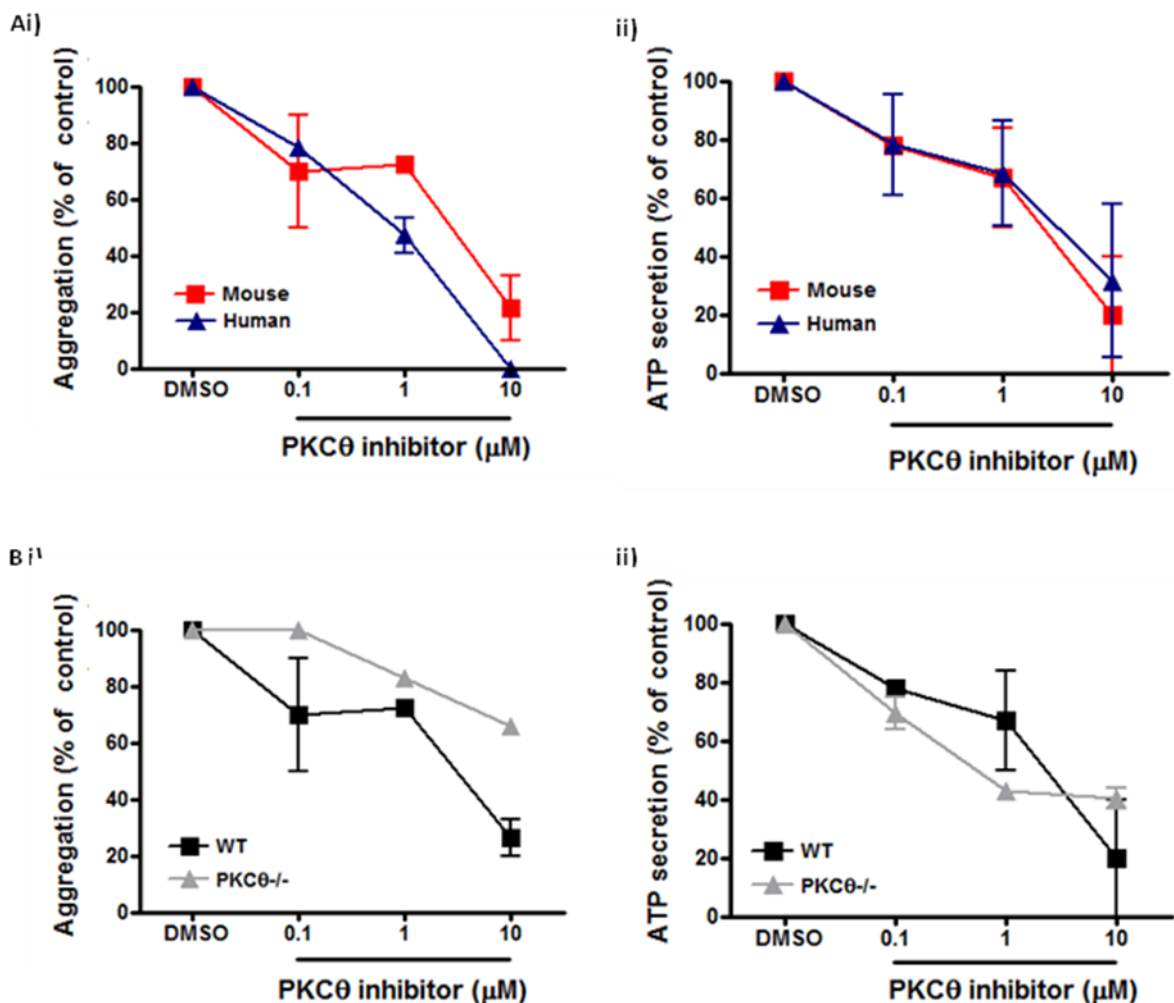 Ai)
Aggregation (% of control)
100
80
60
40
20
0
Mouse
Human
DMSO 0.1 1 10
PKCθ inhibitor (μM)
ii)
ATP secretion (% of control)
100
80
60
40
20
0
Mouse
Human
DMSO 0.1 1 10
PKCθ inhibitor (μM)
B i)
Aggregation (% of control)
100
80
60
40
20
0
WT
PKCθ-/-
DMSO 0.1 1 10
PKCθ inhibitor (μM)
ii)
ATP secretion (% of control)
100
80
60
40
20
0
WT
PKCθ-/-
DMSO 0.1 1 10
PKCθ inhibitor (μM)